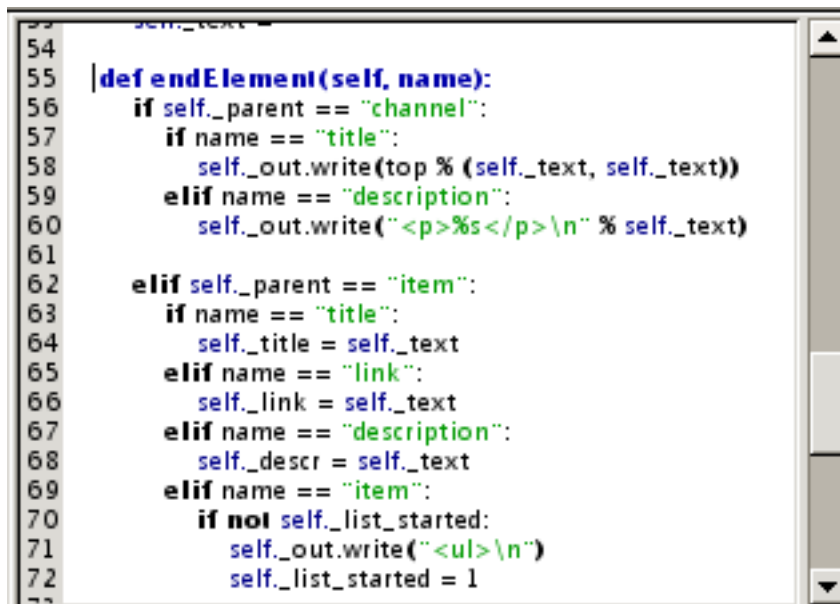 54
55 def endElement(self, name):
56 if self._parent == "channel":
57 if name == "title":
58 self._out.write(top % (self._text, self._text))
59 elif name == "description":
60 self._out.write("<p>%s</p>\n" % self._text)
61
62 elif self._parent == "item":
63 if name == "title":
64 self._title = self._text
65 elif name == "link":
66 self._link = self._text
67 elif name == "description":
68 self._descr = self._text
69 elif name == "item":
70 if not self._list_started:
71 self._out.write("<ul>\n")
72 self._list_started = 1